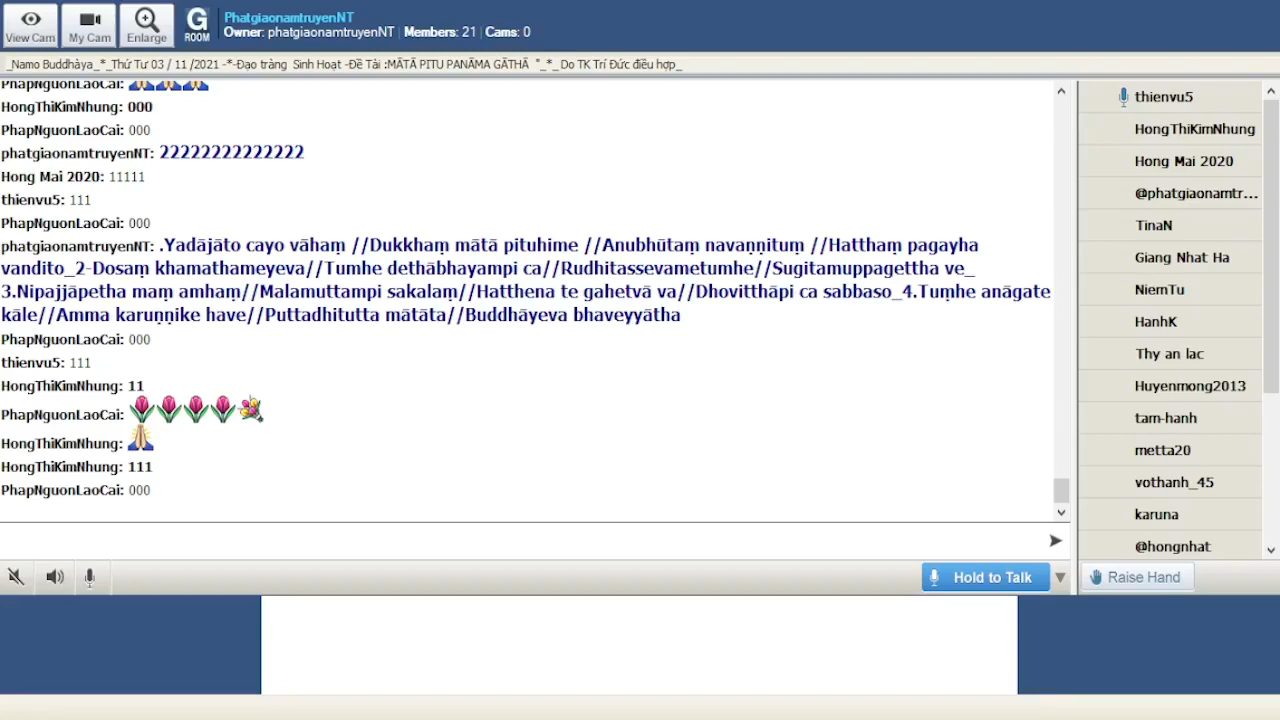 View Cam
My Cam
Enlarge
G
ROOM
PhatgiaonamtruyenNT
Owner: phatgiaonamtruyenNT | Members: 21 | Cams: 0
_Namo Buddhàya_*_Thứ Tư 03 / 11 /2021 -*-Đạo tràng Sinh Hoạt -Đề Tài :MĀTĀ PITU PANĀMA GĀTHĀ "_*_ Do TK Trí Đức điều hợp_
PhapNguonLaoCai: 🙏🙏🙏
HongThiKimNhung: 000
PhapNguonLaoCai: 000
phatgiaonamtruyenNT: 22222222222222
Hong Mai 2020: 11111
thienvu5: 111
PhapNguonLaoCai: 000
phatgiaonamtruyenNT: .Yadājāto cayo vāhaṃ //Dukkhaṃ mātā pituhime //Anubhūtaṃ navaṇṇituṃ //Hatthaṃ pagayha
vandito_2-Dosaṃ khamathameyeva//Tumhe dethābhayampi ca//Rudhitassevametumhe//Sugitamuppagettha ve_
3.Nipajjāpetha maṃ amhaṃ//Malamuttampi sakalaṃ//Hatthena te gahetvā va//Dhovitthāpi ca sabbaso_4.Tuṃhe anāgate
kāle//Amma karuṇṇike have//Puttadhitutta mātāta//Buddhāyeva bhaveyyātha
PhapNguonLaoCai: 000
thienvu5: 111
HongThiKimNhung: 11
PhapNguonLaoCai: 🌷🌷🌷🌷💐
HongThiKimNhung: 🙏
HongThiKimNhung: 111
PhapNguonLaoCai: 000
thienvu5
HongThiKimNhung
Hong Mai 2020
@phatgiaonamtr...
TinaN
Giang Nhat Ha
NiemTu
HanhK
Thy an lac
Huyenmong2013
tam-hanh
metta20
vothanh_45
karuna
@hongnhat
Hold to Talk
Raise Hand